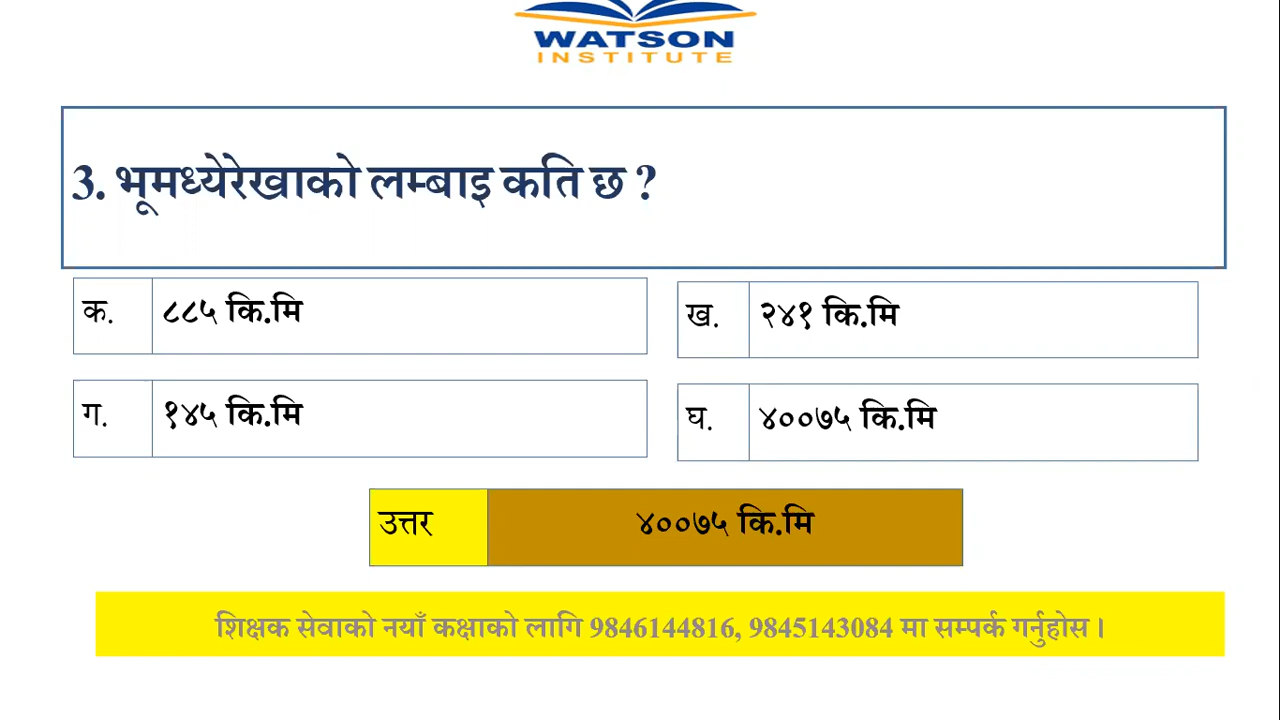 WATSON
INSTITUTE
3. भूमध्येरेखाको लम्बाइ कति छ ?
क. ८८५ कि.मि
ख. २४१ कि.मि
ग. १४५ कि.मि
घ. ४००७५ कि.मि
उत्तर ४००७५ कि.मि
शिक्षक सेवाको नयाँ कक्षाको लागि 9846144816, 9845143084 मा सम्पर्क गर्नुहोस ।